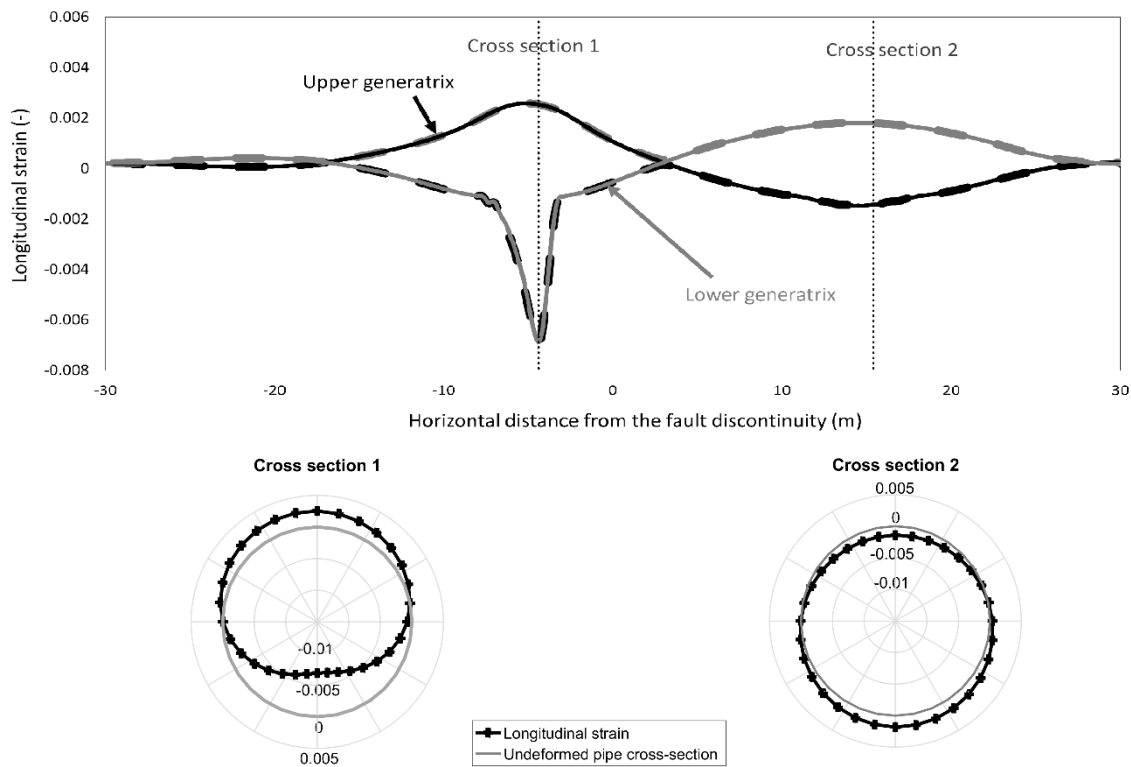 0.006
0.004
0.002
0
-0.002
-0.004
-0.006
-0.008
Longitudinal strain (-)
Cross section 1
Cross section 2
Upper generatrix
Lower generatrix
-30
-20
-10
0
10
20
30
Horizontal distance from the fault discontinuity (m)
Cross section 1
-0.01
-0.005
0
0.005
Cross section 2
0.005
0
-0.005
-0.01
Longitudinal strain
Undeformed pipe cross-section